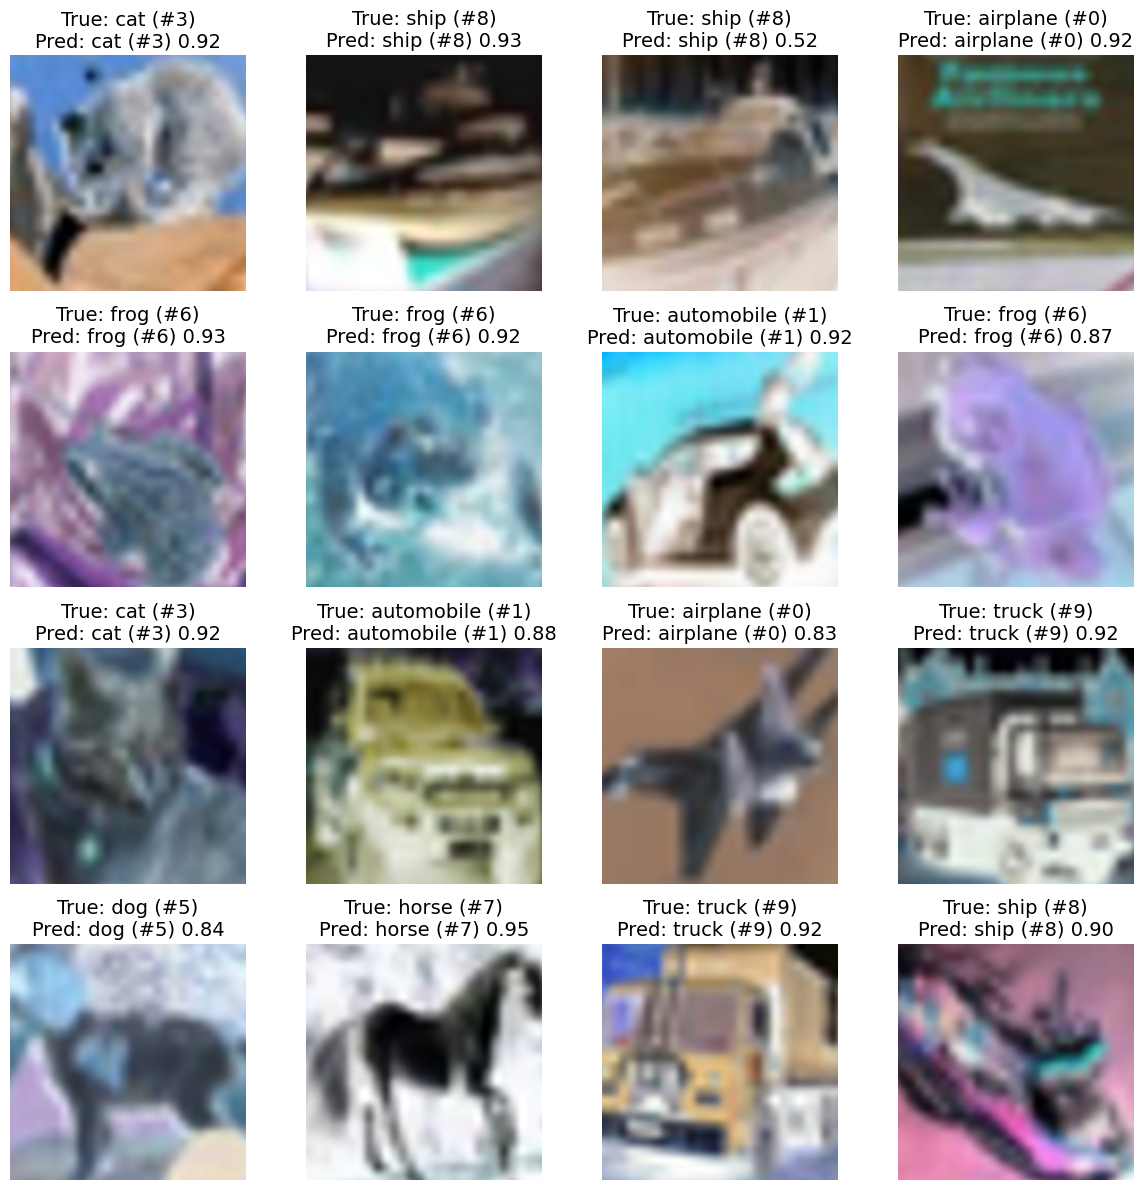 True: cat (#3)
Pred: cat (#3) 0.92
True: ship (#8)
Pred: ship (#8) 0.93
True: ship (#8)
Pred: ship (#8) 0.52
True: airplane (#0)
Pred: airplane (#0) 0.92
True: frog (#6)
Pred: frog (#6) 0.93
True: frog (#6)
Pred: frog (#6) 0.92
True: automobile (#1)
Pred: automobile (#1) 0.92
True: frog (#6)
Pred: frog (#6) 0.87
True: cat (#3)
Pred: cat (#3) 0.92
True: automobile (#1)
Pred: automobile (#1) 0.88
True: airplane (#0)
Pred: airplane (#0) 0.83
True: truck (#9)
Pred: truck (#9) 0.92
True: dog (#5)
Pred: dog (#5) 0.84
True: horse (#7)
Pred: horse (#7) 0.95
True: truck (#9)
Pred: truck (#9) 0.92
True: ship (#8)
Pred: ship (#8) 0.90